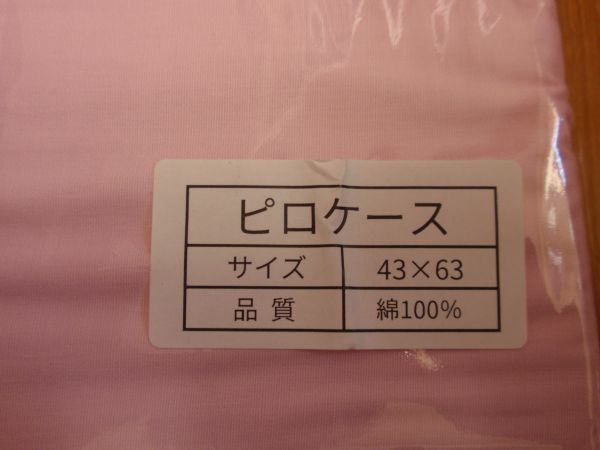 ピロケース
サイズ 43×63
品質 綿100%